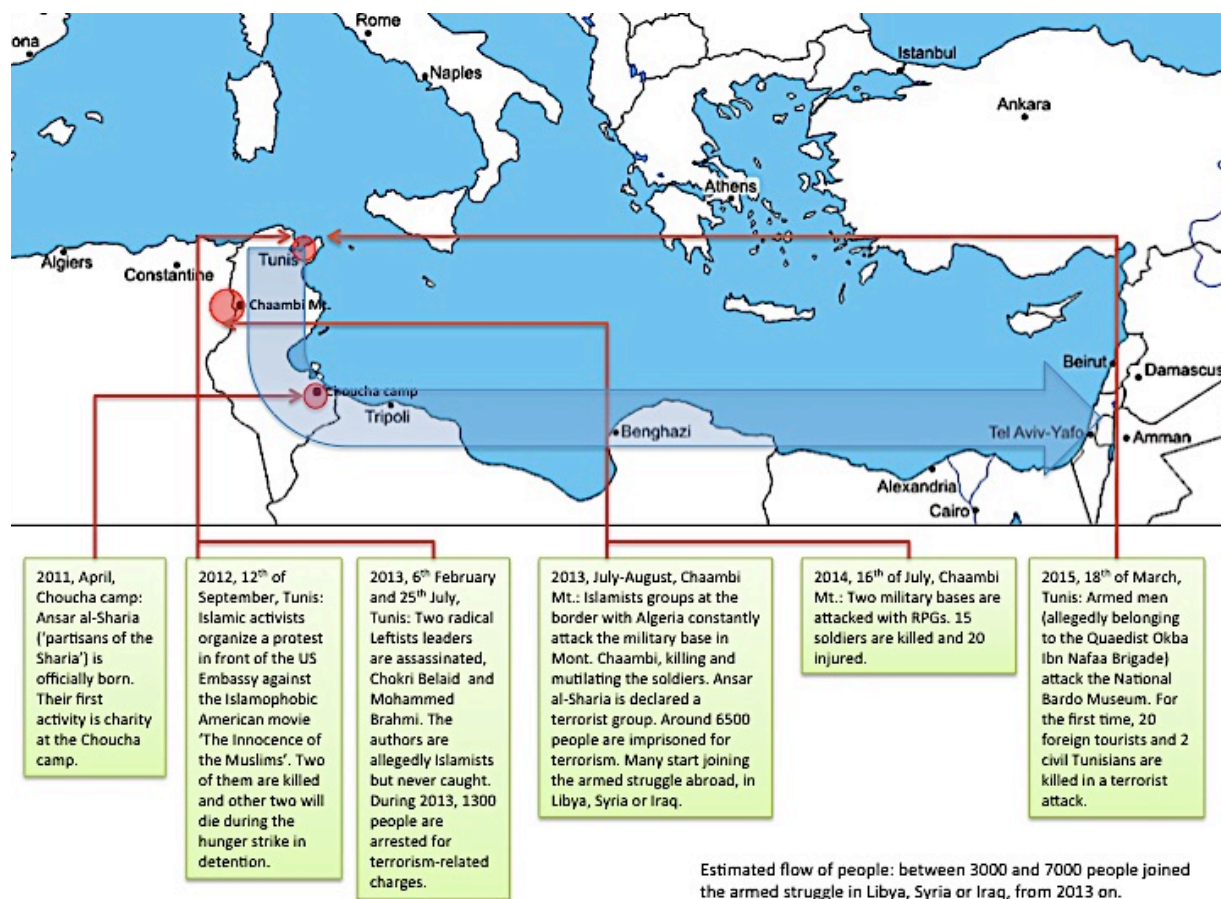 Rome
ona
Istanbul
Naples
Ankara
Athens
Algiers
Tunis
Constantine
Chaambi Mt.
Beirut
Damascus
Choucha camp
Tripoli
Benghazi
Tel Aviv-Yafo
Amman
Alexandria
Cairo
2011, April,
Choucha camp:
Ansar al-Sharia
('partisans of the
Sharia') is
officially born.
Their first
activity is charity
at the Choucha
camp.
2012, 12th of
September, Tunis:
Islamic activists
organize a protest
in front of the US
Embassy against
the Islamophobic
American movie
'The Innocence of
the Muslims'. Two
of them are killed
and other two will
die during the
hunger strike in
detention.
2013, 6th February
and 25th July,
Tunis: Two radical
Leftists leaders
are assassinated,
Chokri Belaid and
Mohammed
Brahmi. The
authors are
allegedly Islamists
but never caught.
During 2013, 1300
people are
arrested for
terrorism-related
charges.
2013, July-August, Chaambi
Mt.: Islamists groups at the
border with Algeria constantly
attack the military base in
Mont. Chaambi, killing and
mutilating the soldiers. Ansar
al-Sharia is declared a
terrorist group. Around 6500
people are imprisoned for
terrorism. Many start joining
the armed struggle abroad, in
Libya, Syria or Iraq.
2014, 16th of July, Chaambi
Mt.: Two military bases are
attacked with RPGs. 15
soldiers are killed and 20
injured.
2015, 18th of March,
Tunis: Armed men
(allegedly belonging
to the Quaedist Okba
Ibn Nafaa Brigade)
attack the National
Bardo Museum. For
the first time, 20
foreign tourists and 2
civil Tunisians are
killed in a terrorist
attack.
Estimated flow of people: between 3000 and 7000 people joined
the armed struggle in Libya, Syria or Iraq, from 2013 on.